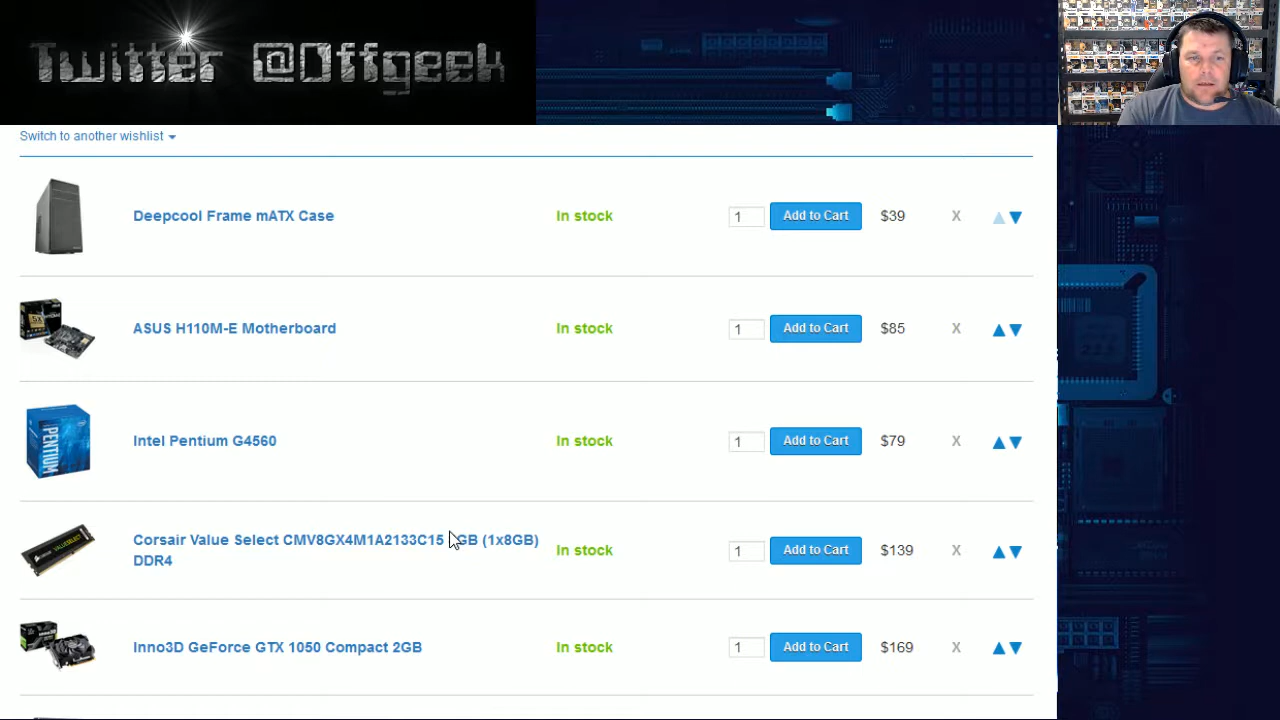 Twitter @Offgeek
Switch to another wishlist
Deepcool Frame mATX Case In stock 1 Add to Cart $39 X
ASUS H110M-E Motherboard In stock 1 Add to Cart $85 X
Intel Pentium G4560 In stock 1 Add to Cart $79 X
Corsair Value Select CMV8GX4M1A2133C15 GB (1x8GB)
DDR4 In stock 1 Add to Cart $139 X
Inno3D GeForce GTX 1050 Compact 2GB In stock 1 Add to Cart $169 X